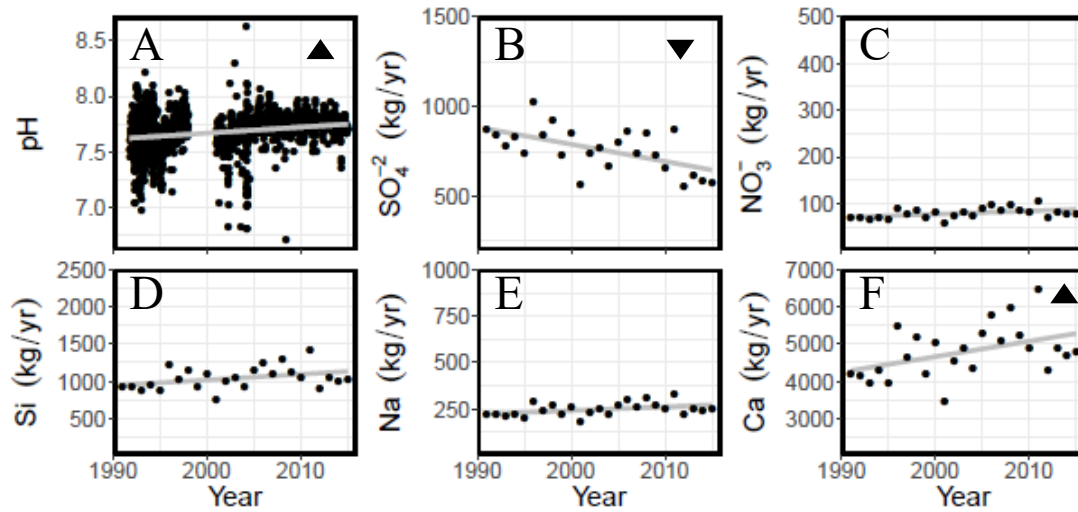 A
B
C
8.5
8.0
7.5
7.0
pH
1500
1000
500
SO₄⁻² (kg/yr)
500
400
300
200
100
NO₃⁻ (kg/yr)
D
E
F
2500
1500
1000
500
Si (kg/yr)
1000
750
500
250
Na (kg/yr)
7000
6000
5000
4000
3000
Ca (kg/yr)
1990 2000 2010
1990 2000 2010
1990 2000 2010
Year
Year
Year